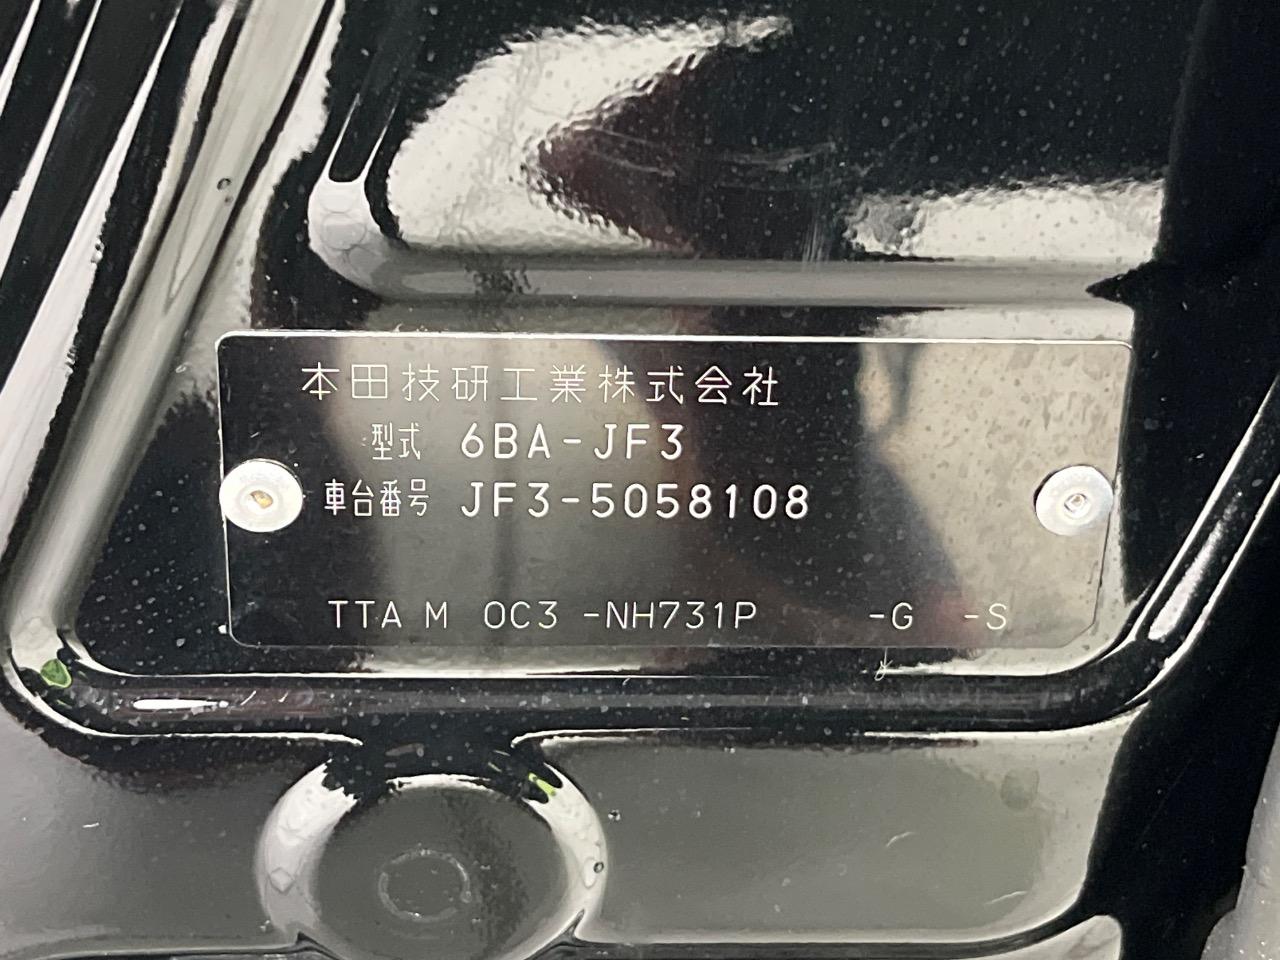 本田技研工業株式会社
型式 6BA-JF3
車台番号 JF3-5058108
TTA M 0C3 -NH731P -G -S